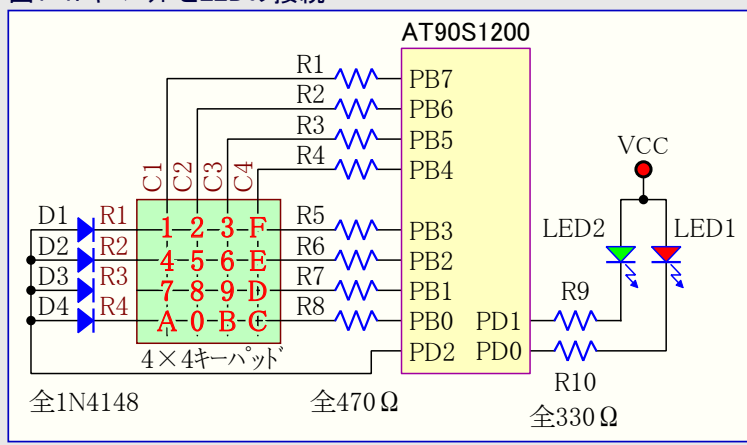 AT90S1200
R1 PB7
R2 PB6
R3 PB5
R4 PB4
VCC
C1 C2 C3 C4
LED2 LED1
D1 R1 1 2 3 F R5 PB3
D2 R2 4 5 6 E R6 PB2
D3 R3 7 8 9 D R7 PB1
D4 R4 A 0 B C R8 PB0 PD1 R9
4×4キーパッド PD2 PD0
R10
全1N4148 全470Ω 全330Ω